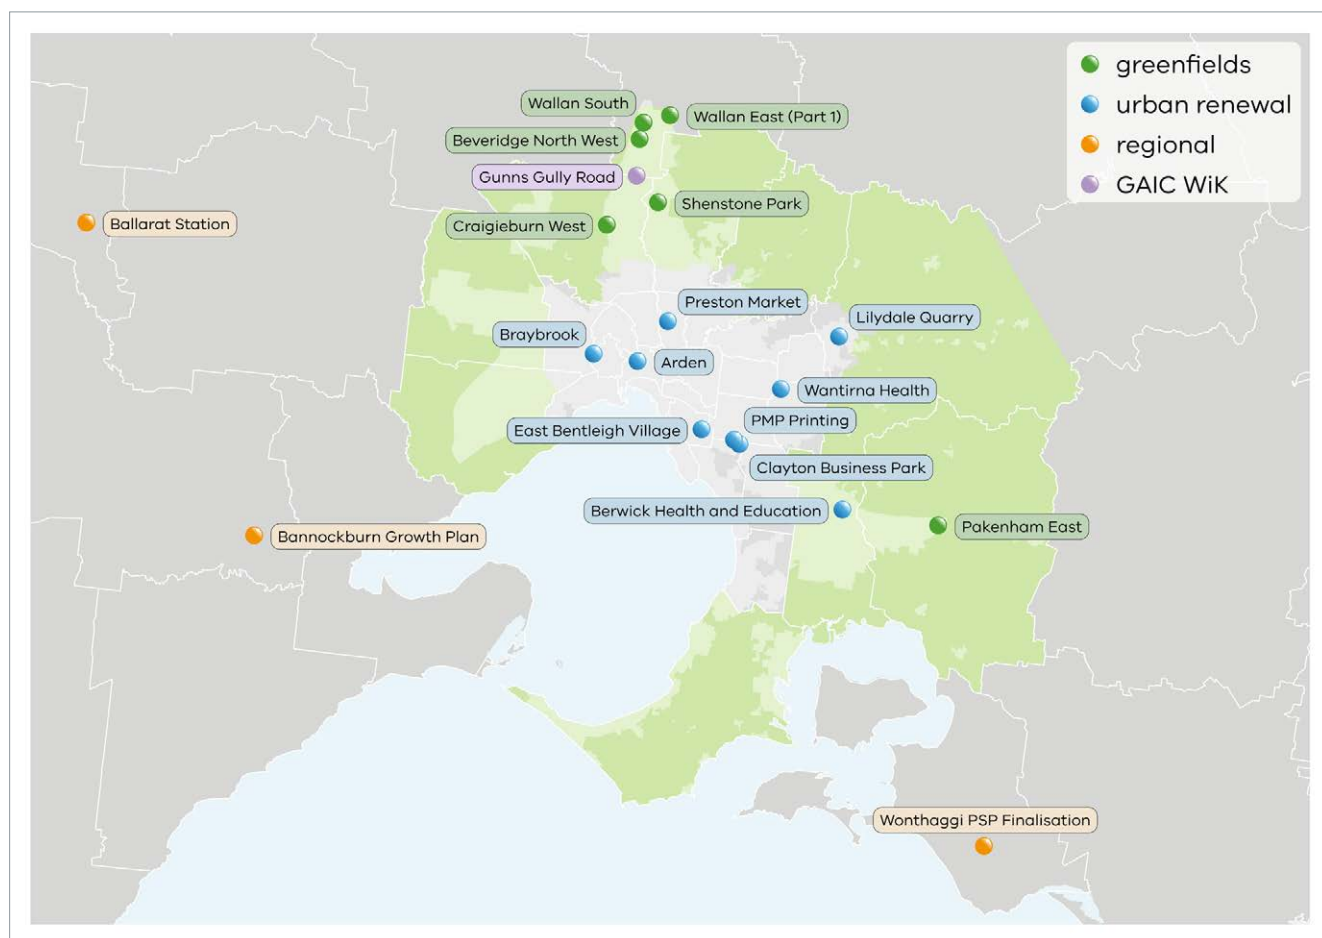 greenfields
urban renewal
regional
GAIC WiK
Wallan South
Wallan East (Part 1)
Beveridge North West
Gunns Gully Road
Shenstone Park
Craigieburn West
Ballarat Station
Preston Market
Lilydale Quarry
Braybrook
Arden
Wantirna Health
PMP Printing
East Bentleigh Village
Clayton Business Park
Berwick Health and Education
Pakenham East
Bannockburn Growth Plan
Wonthaggi PSP Finalisation